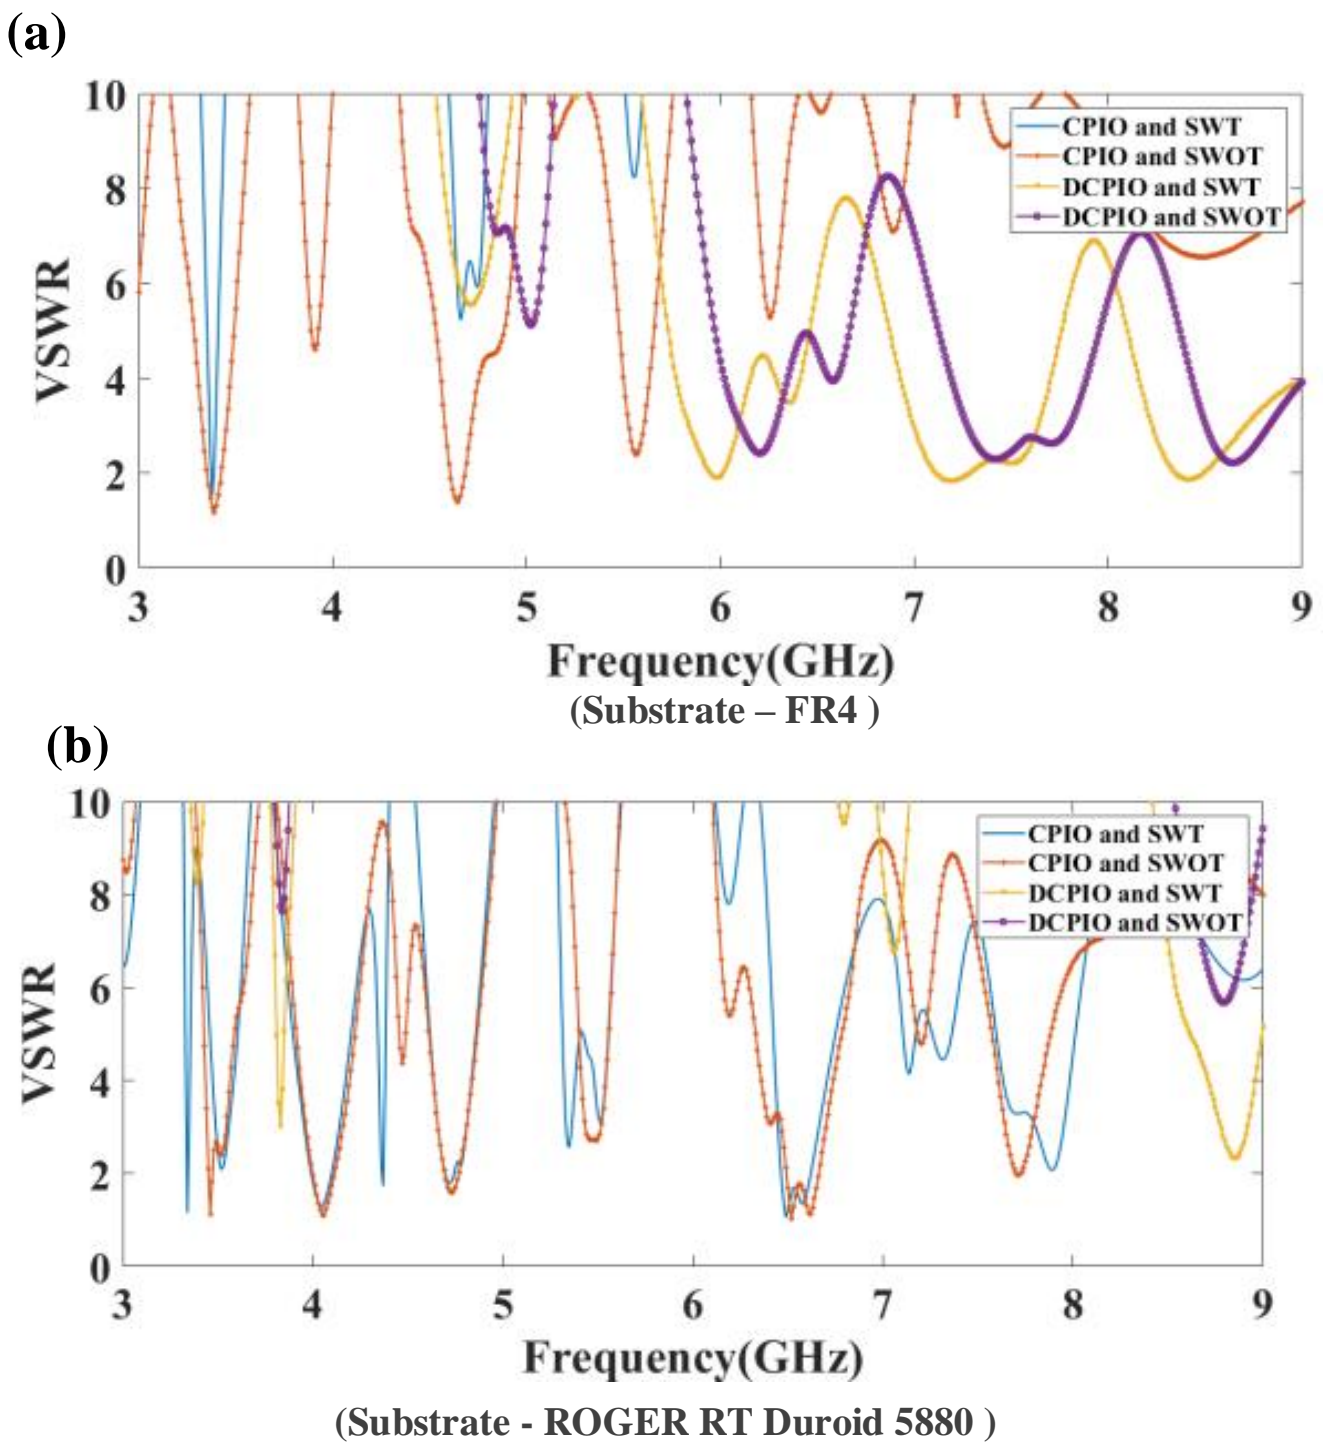 (a)
10
8
6
4
2
0
VSWR
CPIO and SWT
CPIO and SWOT
DCPIO and SWT
DCPIO and SWOT
3 4 5 6 7 8 9
Frequency(GHz)
(Substrate – FR4 )
(b)
10
8
6
4
2
0
VSWR
CPIO and SWT
CPIO and SWOT
DCPIO and SWT
DCPIO and SWOT
3 4 5 6 7 8 9
Frequency(GHz)
(Substrate - ROGER RT Duroid 5880 )